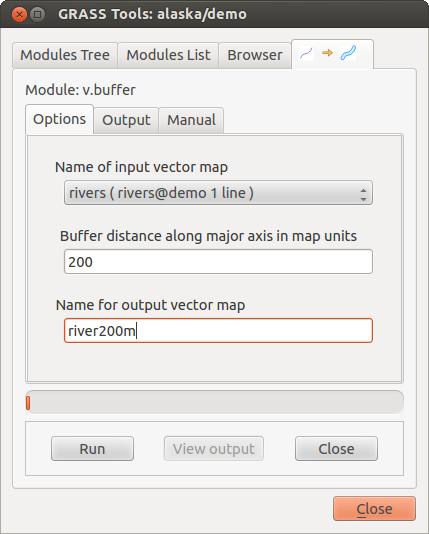 GRASS Tools: alaska/demo
Modules Tree Modules List Browser
Module: v.buffer
Options Output Manual
Name of input vector map
rivers ( rivers@demo 1 line )
Buffer distance along major axis in map units
200
Name for output vector map
river200m
Run View output Close
Close